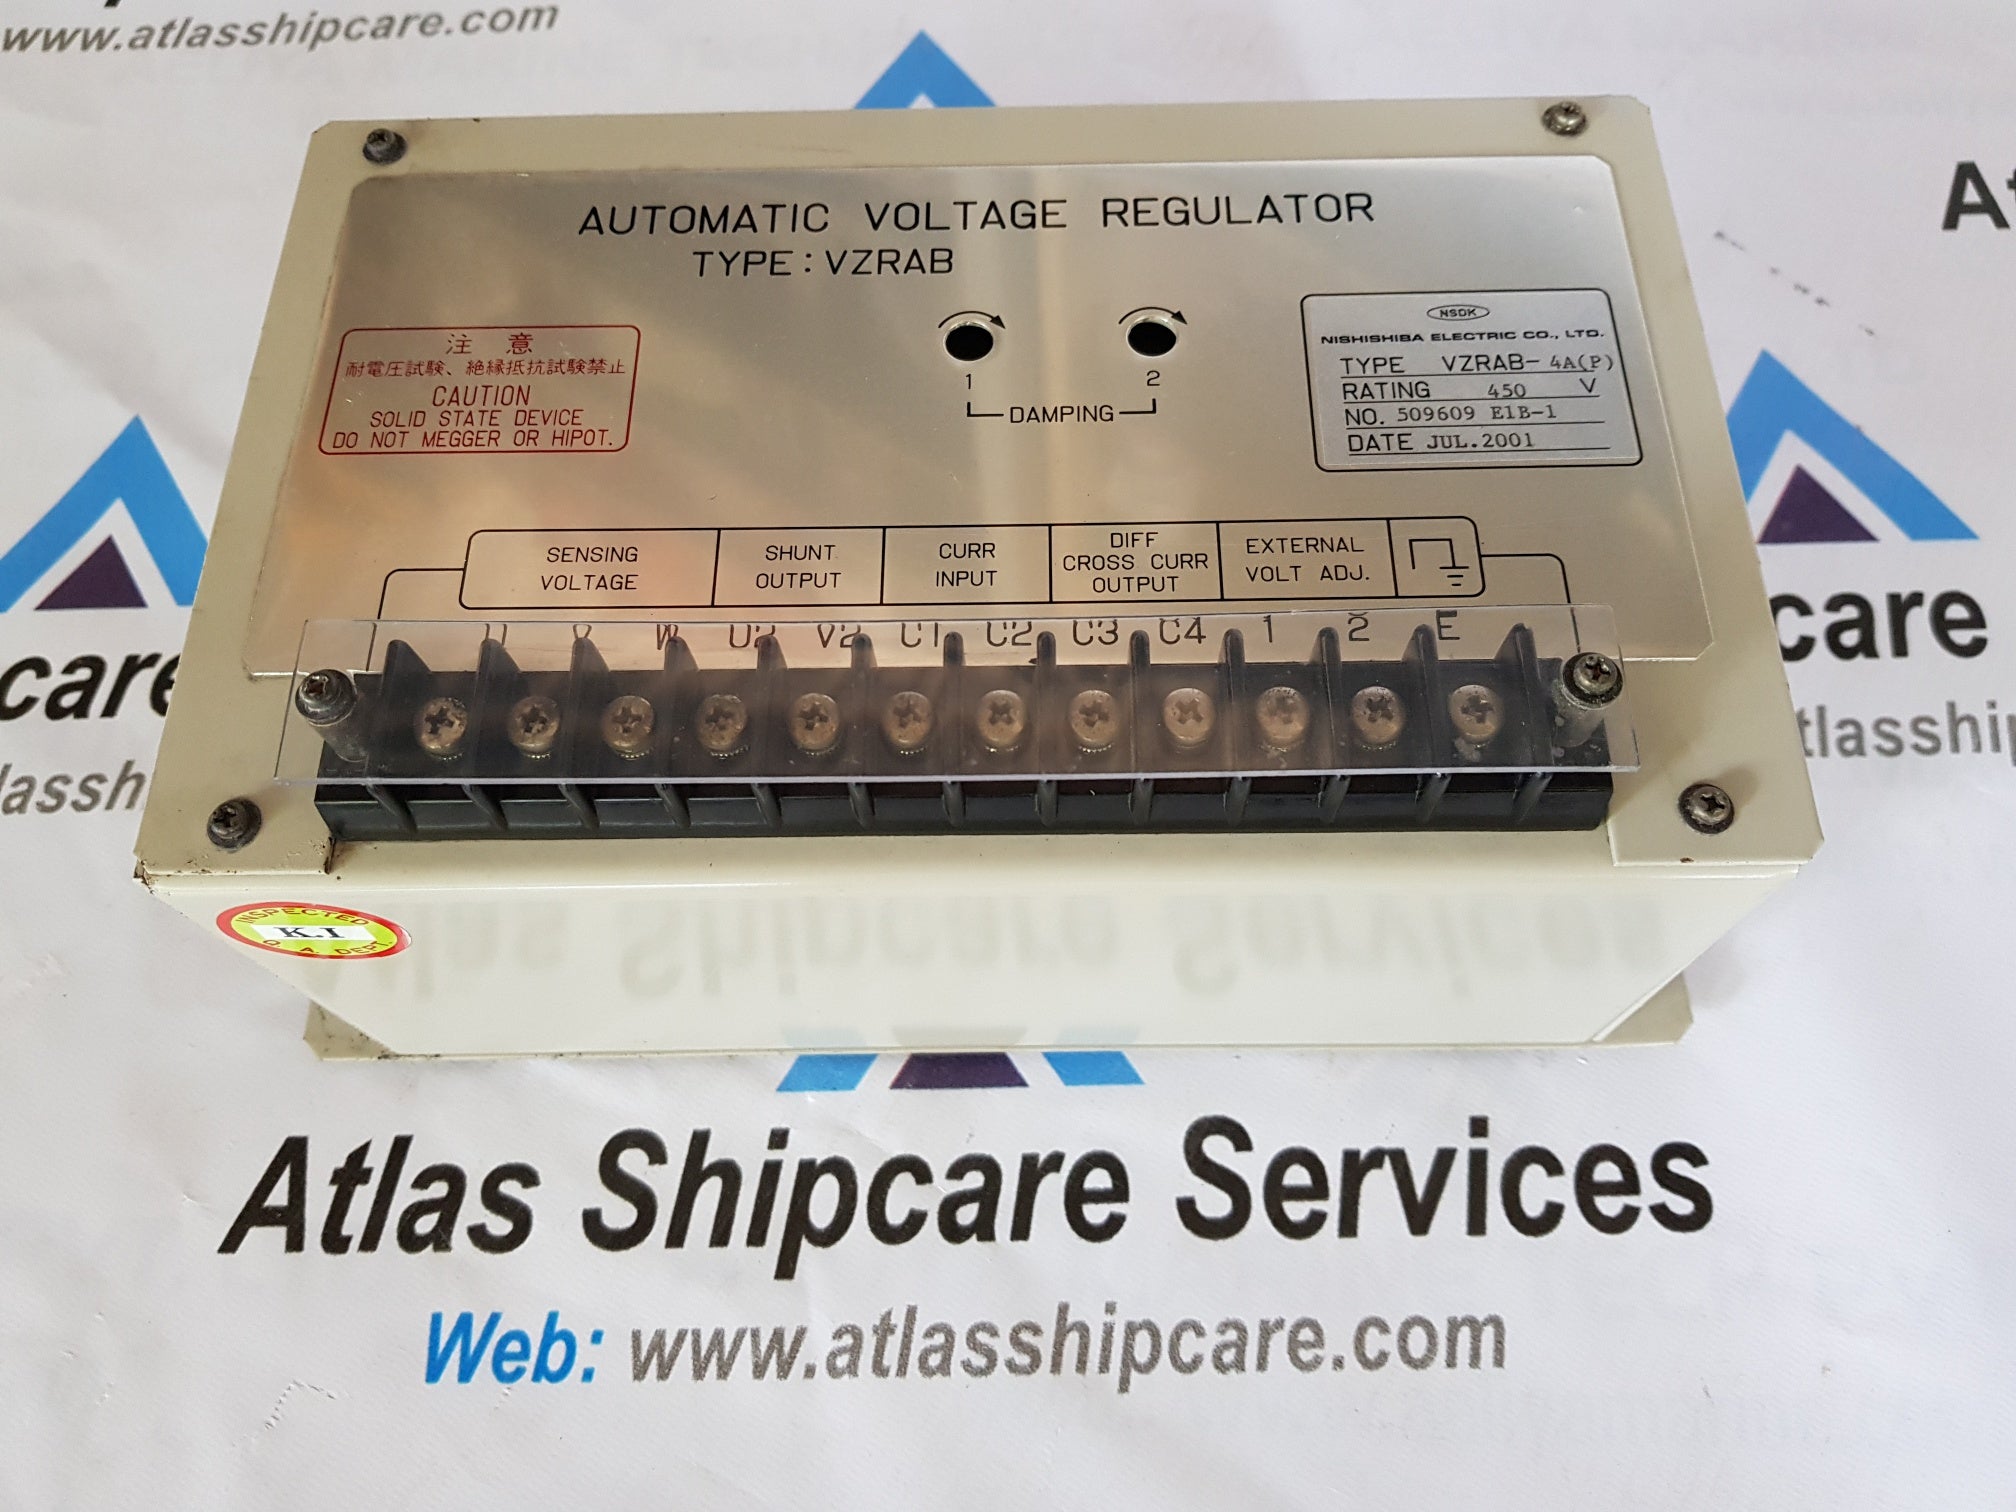 www.atlasshipcare.com
AUTOMATIC VOLTAGE REGULATOR
TYPE : VZRAB
注 意
耐電圧試験、絶縁抵抗試験禁止
CAUTION
SOLID STATE DEVICE
DO NOT MEGGER OR HIPOT.
1 2
DAMPING
NSDK
NISHISHIBA ELECTRIC CO., LTD.
TYPE VZRAB- 4A(P)
RATING 450 V
NO. 509609 E1B-1
DATE JUL.2001
SENSING VOLTAGE
SHUNT OUTPUT
CURR INPUT
DIFF CROSS CURR OUTPUT
EXTERNAL VOLT ADJ.
U V W U2 V2 C1 C2 C3 C4 1 2 E
care
care
INSPECTED
K.I
Q. A. DEPT.
Atlas Shipcare Services
Web: www.atlasshipcare.com